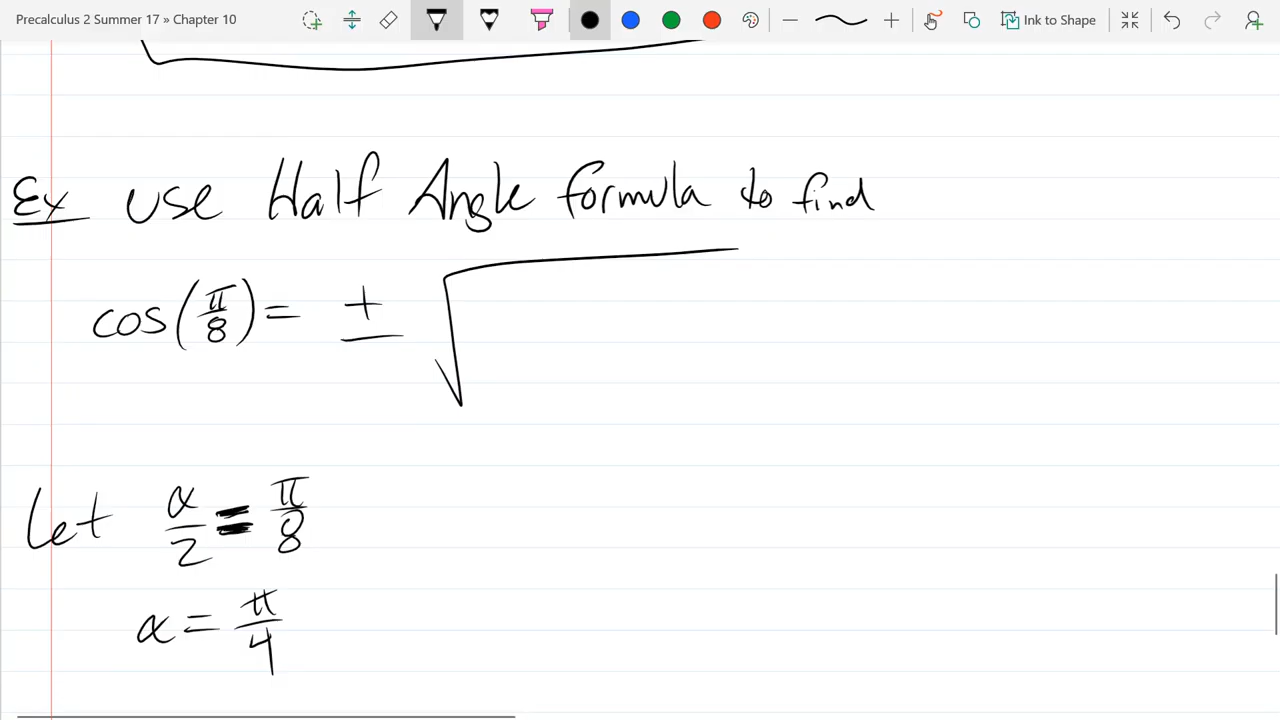 Precalculus 2 Summer 17 » Chapter 10
Ink to Shape
Ex use Half Angle formula to find
cos(π/8) = ± √
Let α/2 = π/8
α = π/4